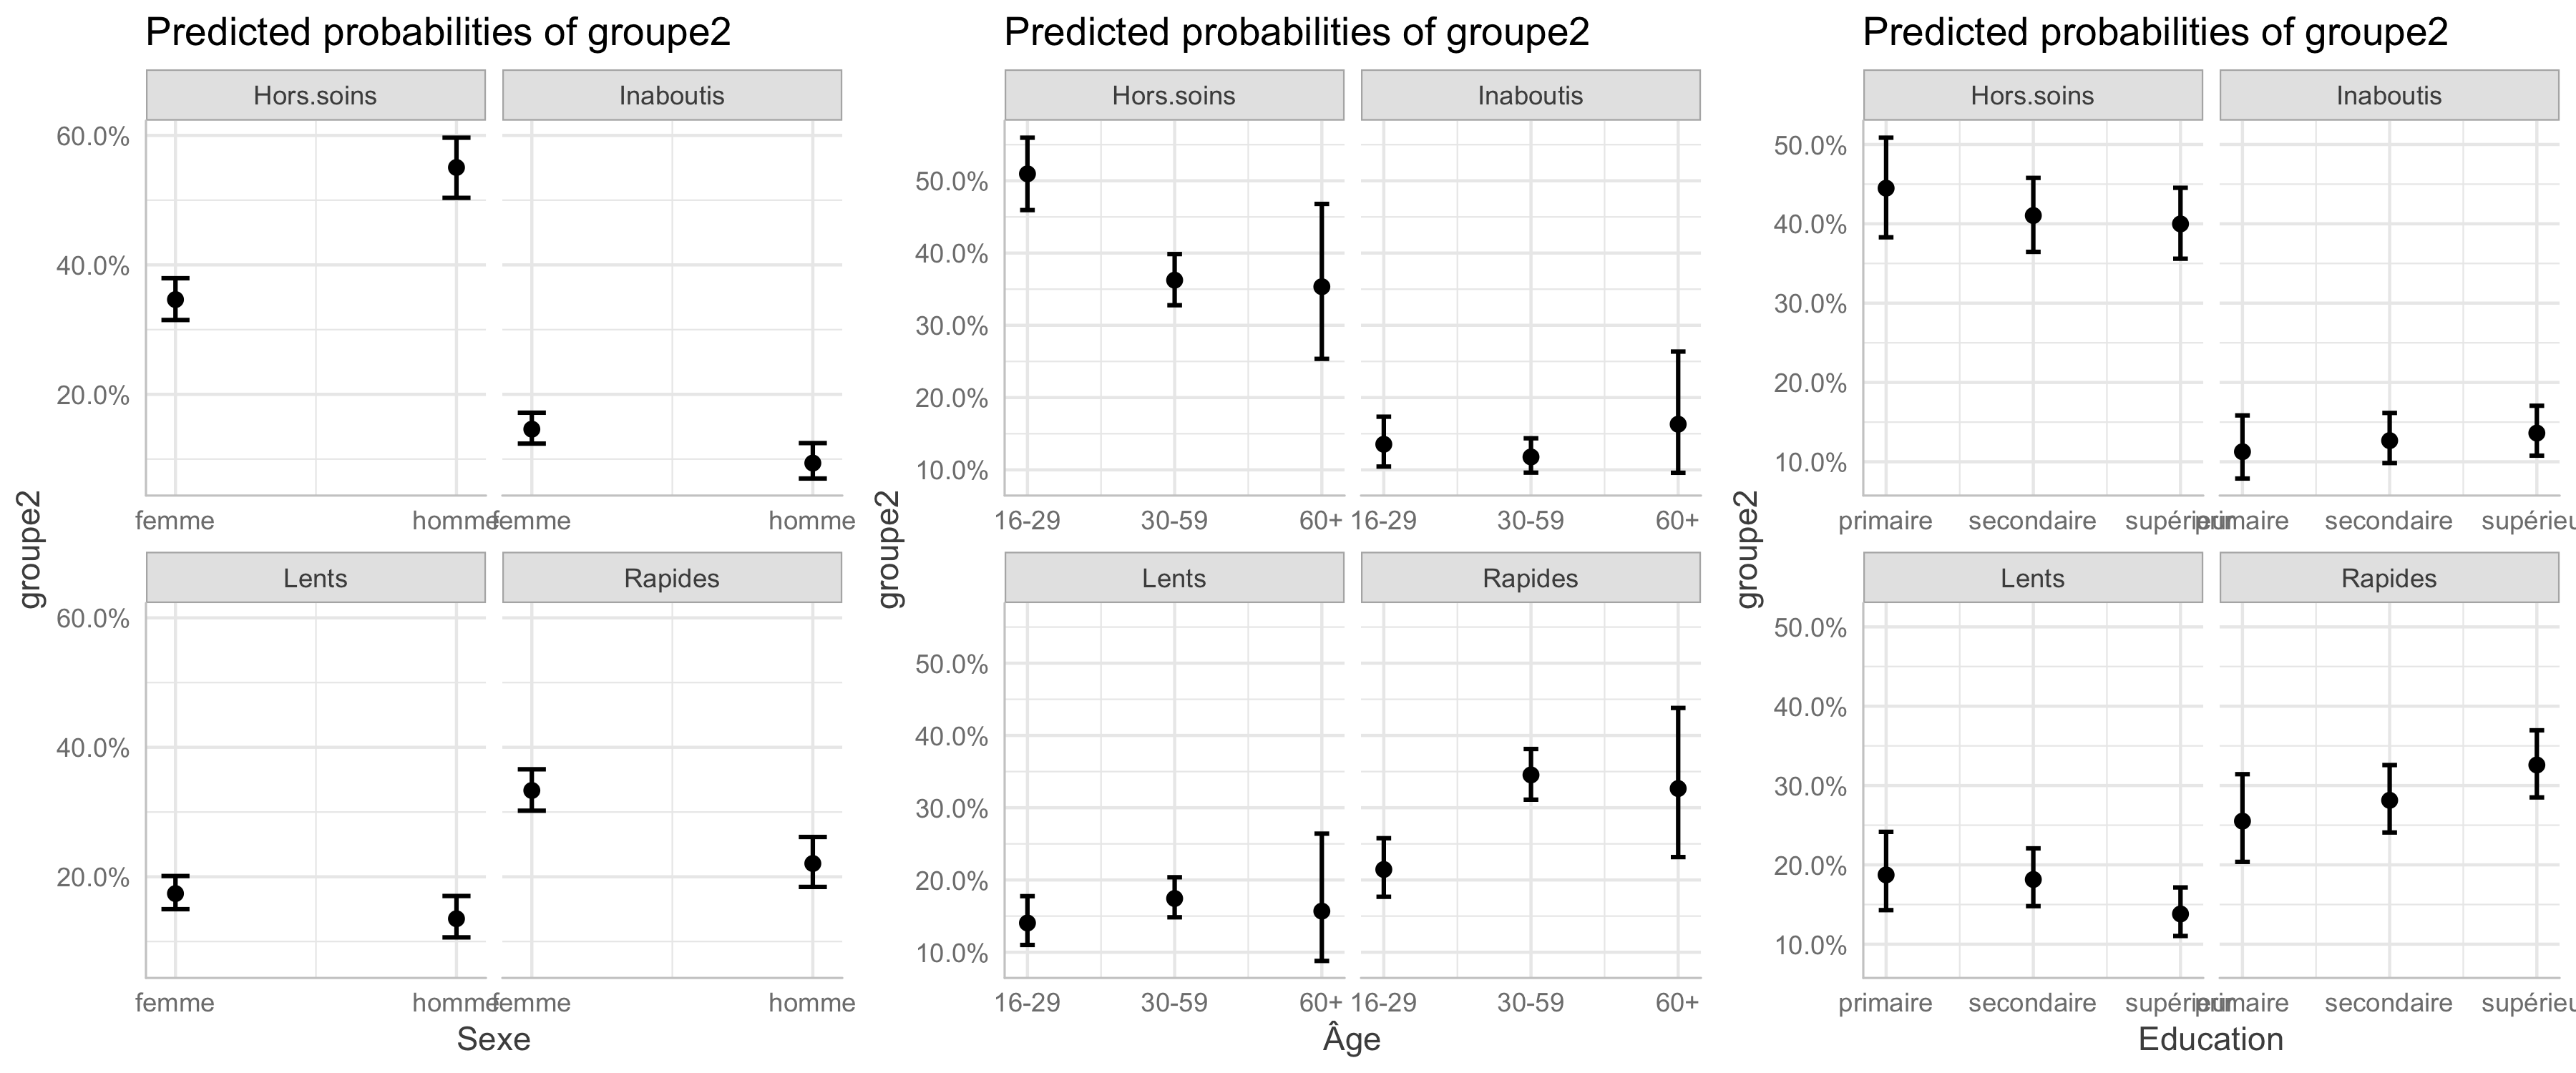 Predicted probabilities of groupe2
Hors.soins
Inaboutis
60.0%
40.0%
20.0%
femme
homme
femme
homme
Lents
Rapides
60.0%
40.0%
20.0%
femme
homme
femme
homme
groupe2
Sexe
Predicted probabilities of groupe2
Hors.soins
Inaboutis
50.0%
40.0%
30.0%
20.0%
10.0%
16-29
30-59
60+
16-29
30-59
60+
Lents
Rapides
50.0%
40.0%
30.0%
20.0%
10.0%
16-29
30-59
60+
16-29
30-59
60+
groupe2
Âge
Predicted probabilities of groupe2
Hors.soins
Inaboutis
50.0%
40.0%
30.0%
20.0%
10.0%
primaire
secondaire
supérieur
primaire
secondaire
supérieu
Lents
Rapides
50.0%
40.0%
30.0%
20.0%
10.0%
primaire
secondaire
supérieur
primaire
secondaire
supérieu
groupe2
Education